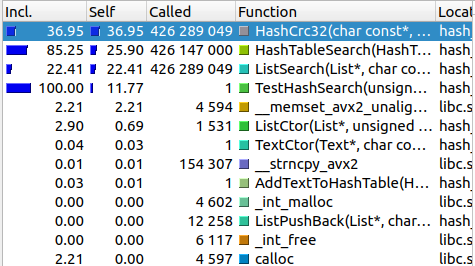 Incl. Self Called Function Locat
36.95 36.95 426 289 049 HashCrc32(char const*, ... hash_
85.25 25.90 426 147 000 HashTableSearch(HashT... hash_
22.41 22.41 426 289 049 ListSearch(List*, char co... hash_
100.00 11.77 1 TestHashSearch(unsign... hash_
2.21 2.21 4 594 __memset_avx2_unalig... libc.s
2.90 0.69 1 531 ListCtor(List*, unsigned ... hash_
0.04 0.03 1 TextCtor(Text*, char co... hash_
0.01 0.01 154 307 __strncpy_avx2 libc.s
0.03 0.01 1 AddTextToHashTable(H... hash_
0.00 0.00 4 602 _int_malloc libc.s
0.00 0.00 12 258 ListPushBack(List*, char... hash_
0.00 0.00 6 117 _int_free libc.s
2.21 0.00 4 597 calloc libc.s